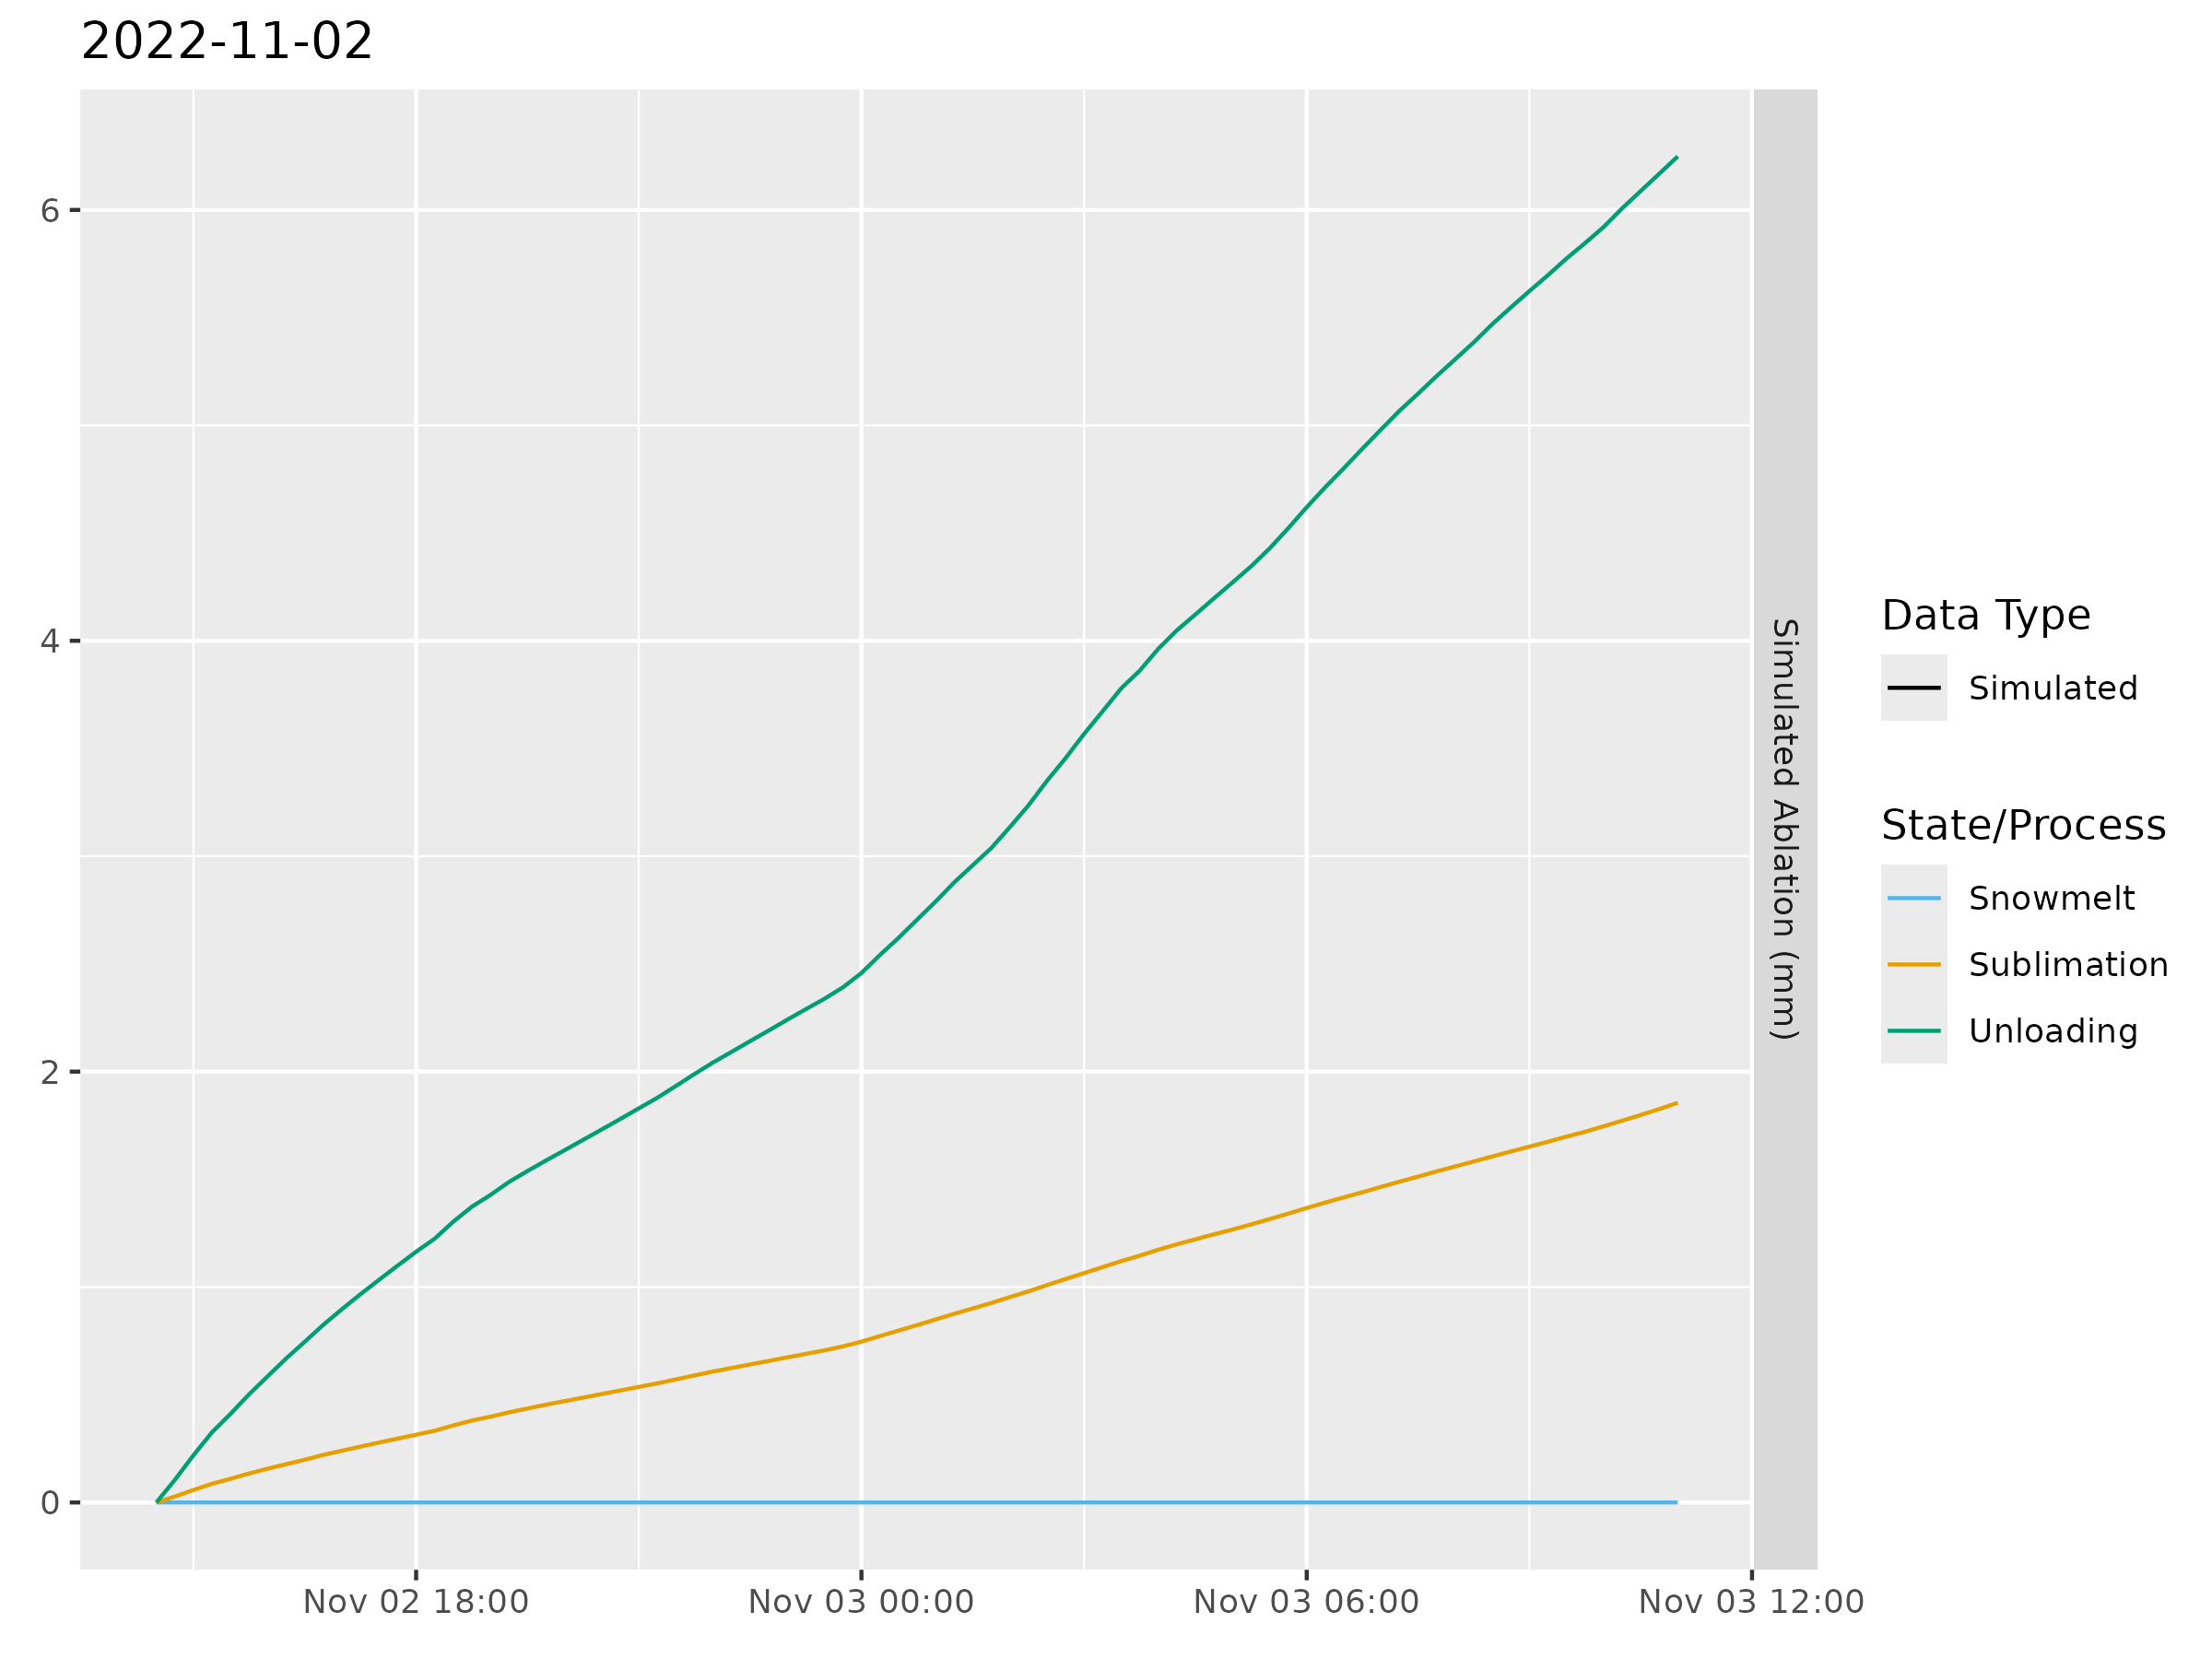 2022-11-02
6
4
2
0
Nov 02 18:00
Nov 03 00:00
Nov 03 06:00
Nov 03 12:00
Simulated Ablation (mm)
Data Type
Simulated
State/Process
Snowmelt
Sublimation
Unloading